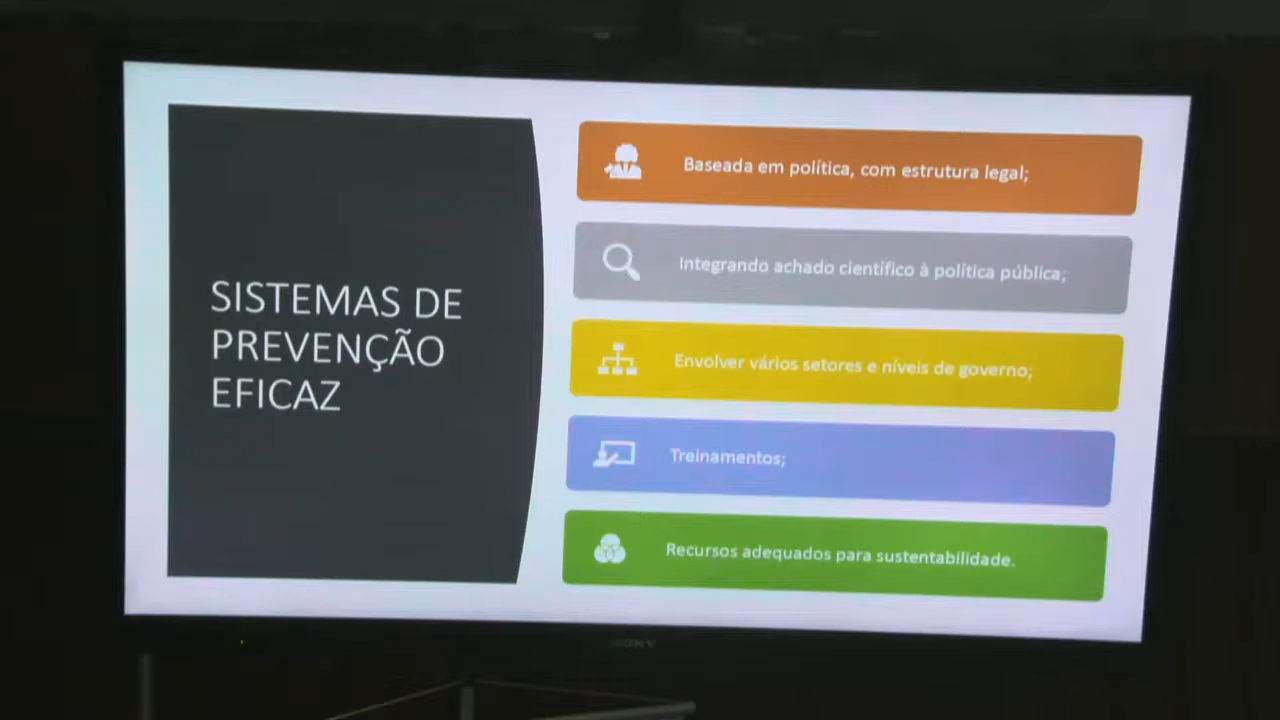 SISTEMAS DE
PREVENÇÃO
EFICAZ
Baseada em política, com estrutura legal;
Integrando achado científico à política pública;
Envolver vários setores e níveis de governo;
Treinamentos;
Recursos adequados para sustentabilidade.
SONY